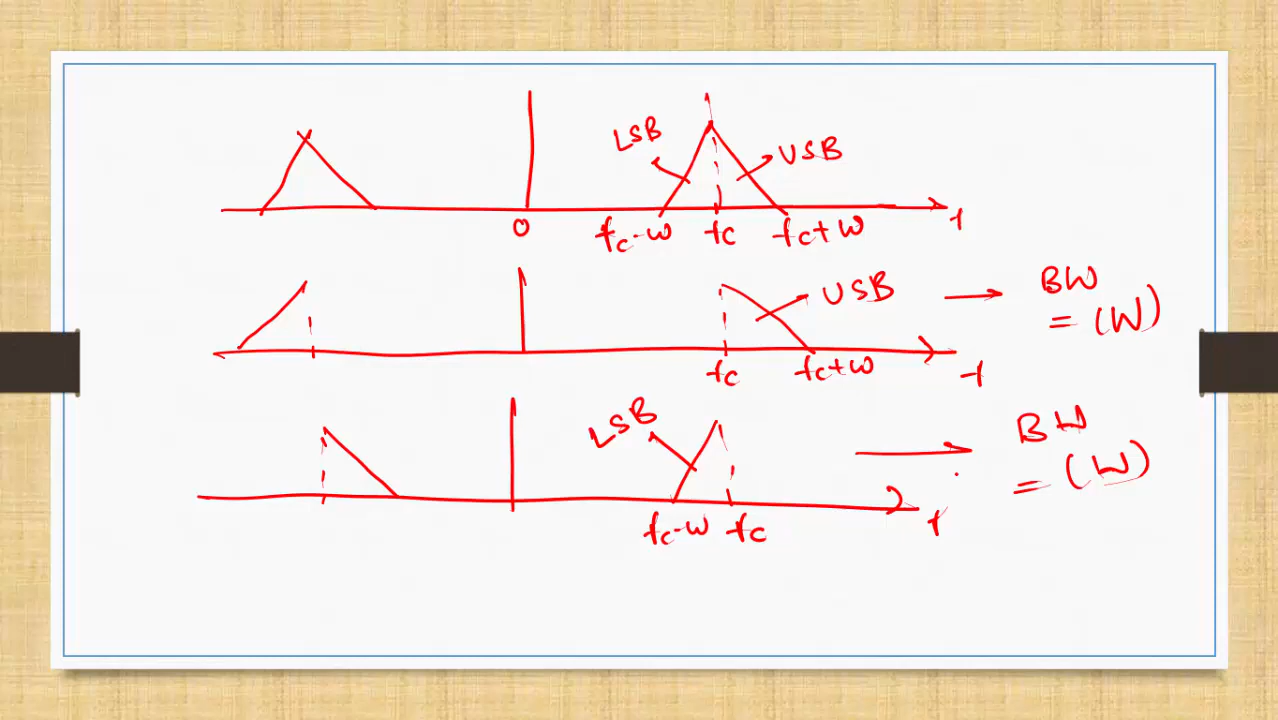 LSB
USB
0
fc-w
fc
fc+w
f
USB
BW
= (W)
fc
fc+w
f
LSB
BW
= (W)
fc-w
fc
f